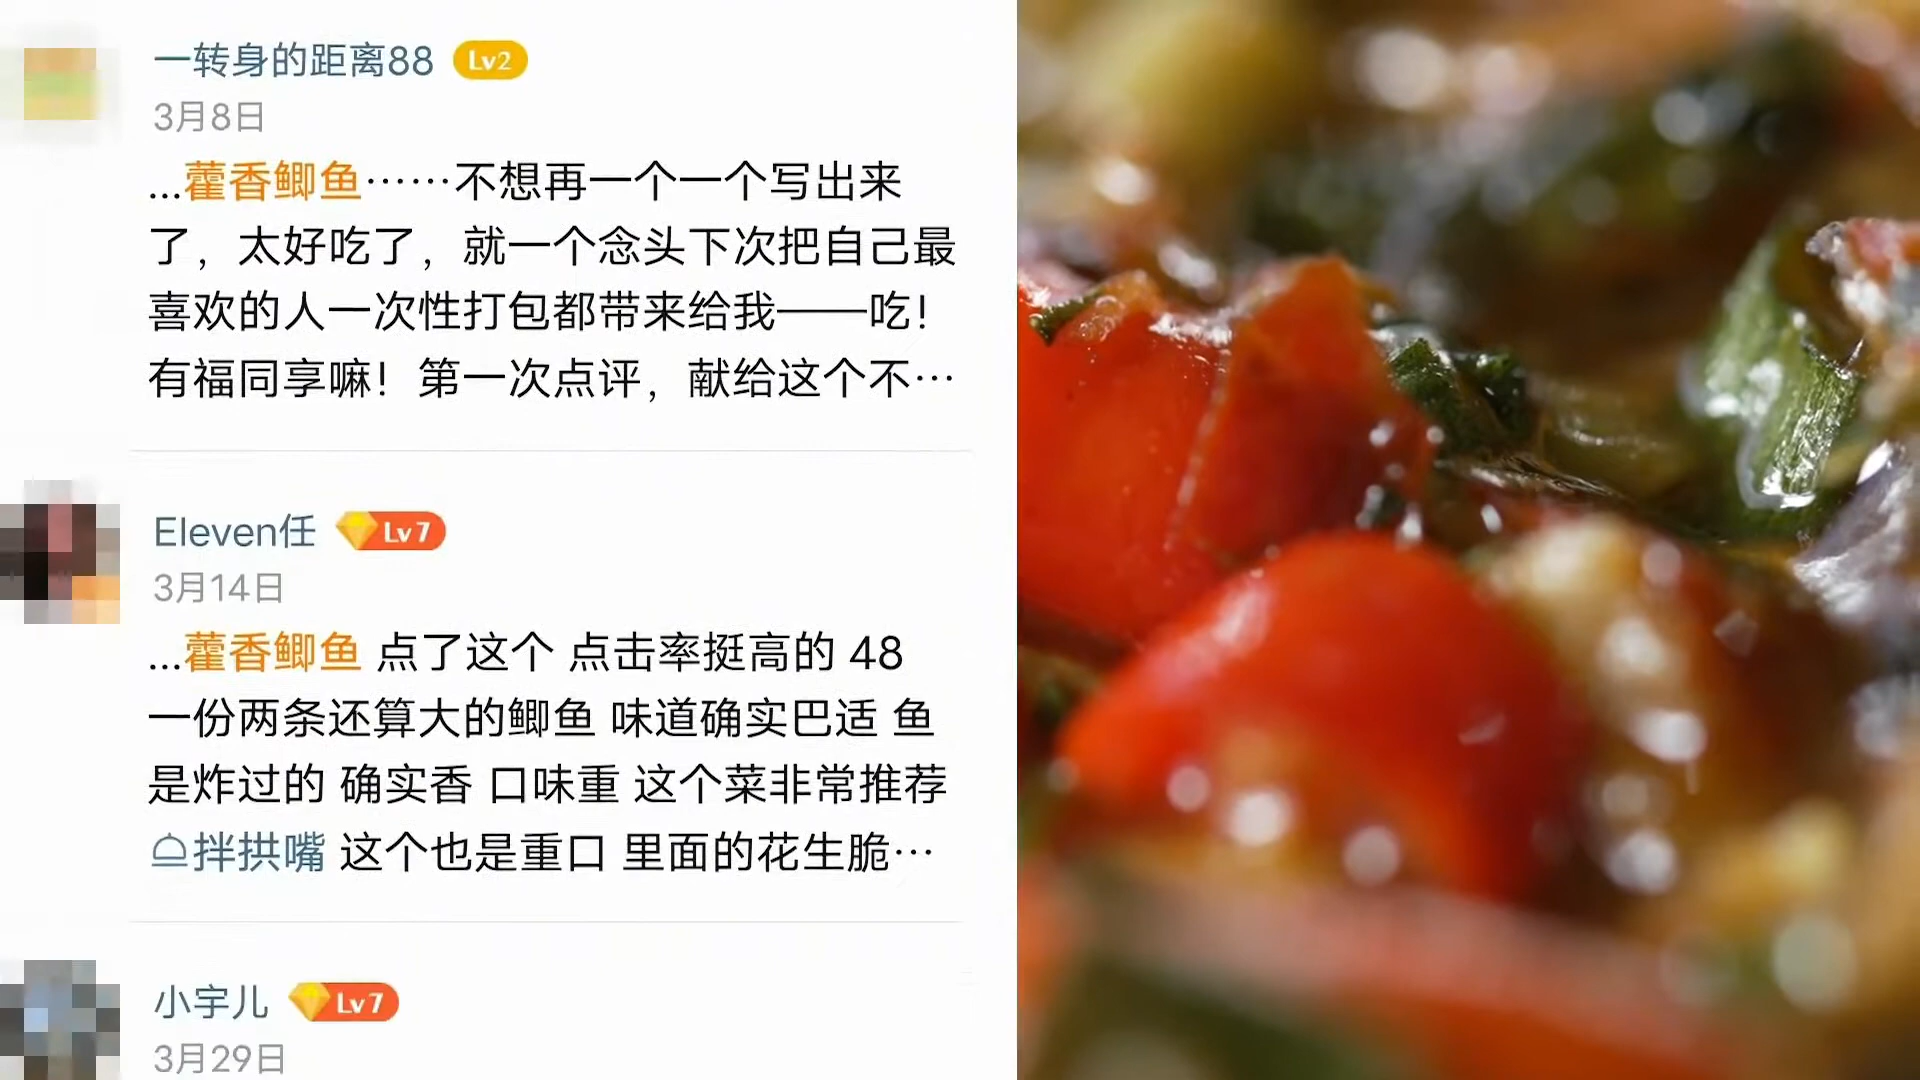 一转身的距离88 Lv2
3月8日
...藿香鲫鱼……不想再一个一个写出来
了，太好吃了，就一个念头下次把自己最
喜欢的人一次性打包都带来给我——吃！
有福同享嘛！第一次点评，献给这个不…
Eleven任 Lv7
3月14日
...藿香鲫鱼 点了这个 点击率挺高的 48
一份两条还算大的鲫鱼 味道确实巴适 鱼
是炸过的 确实香 口味重 这个菜非常推荐
拌拱嘴 这个也是重口 里面的花生脆…
小宇儿 Lv7
3月29日